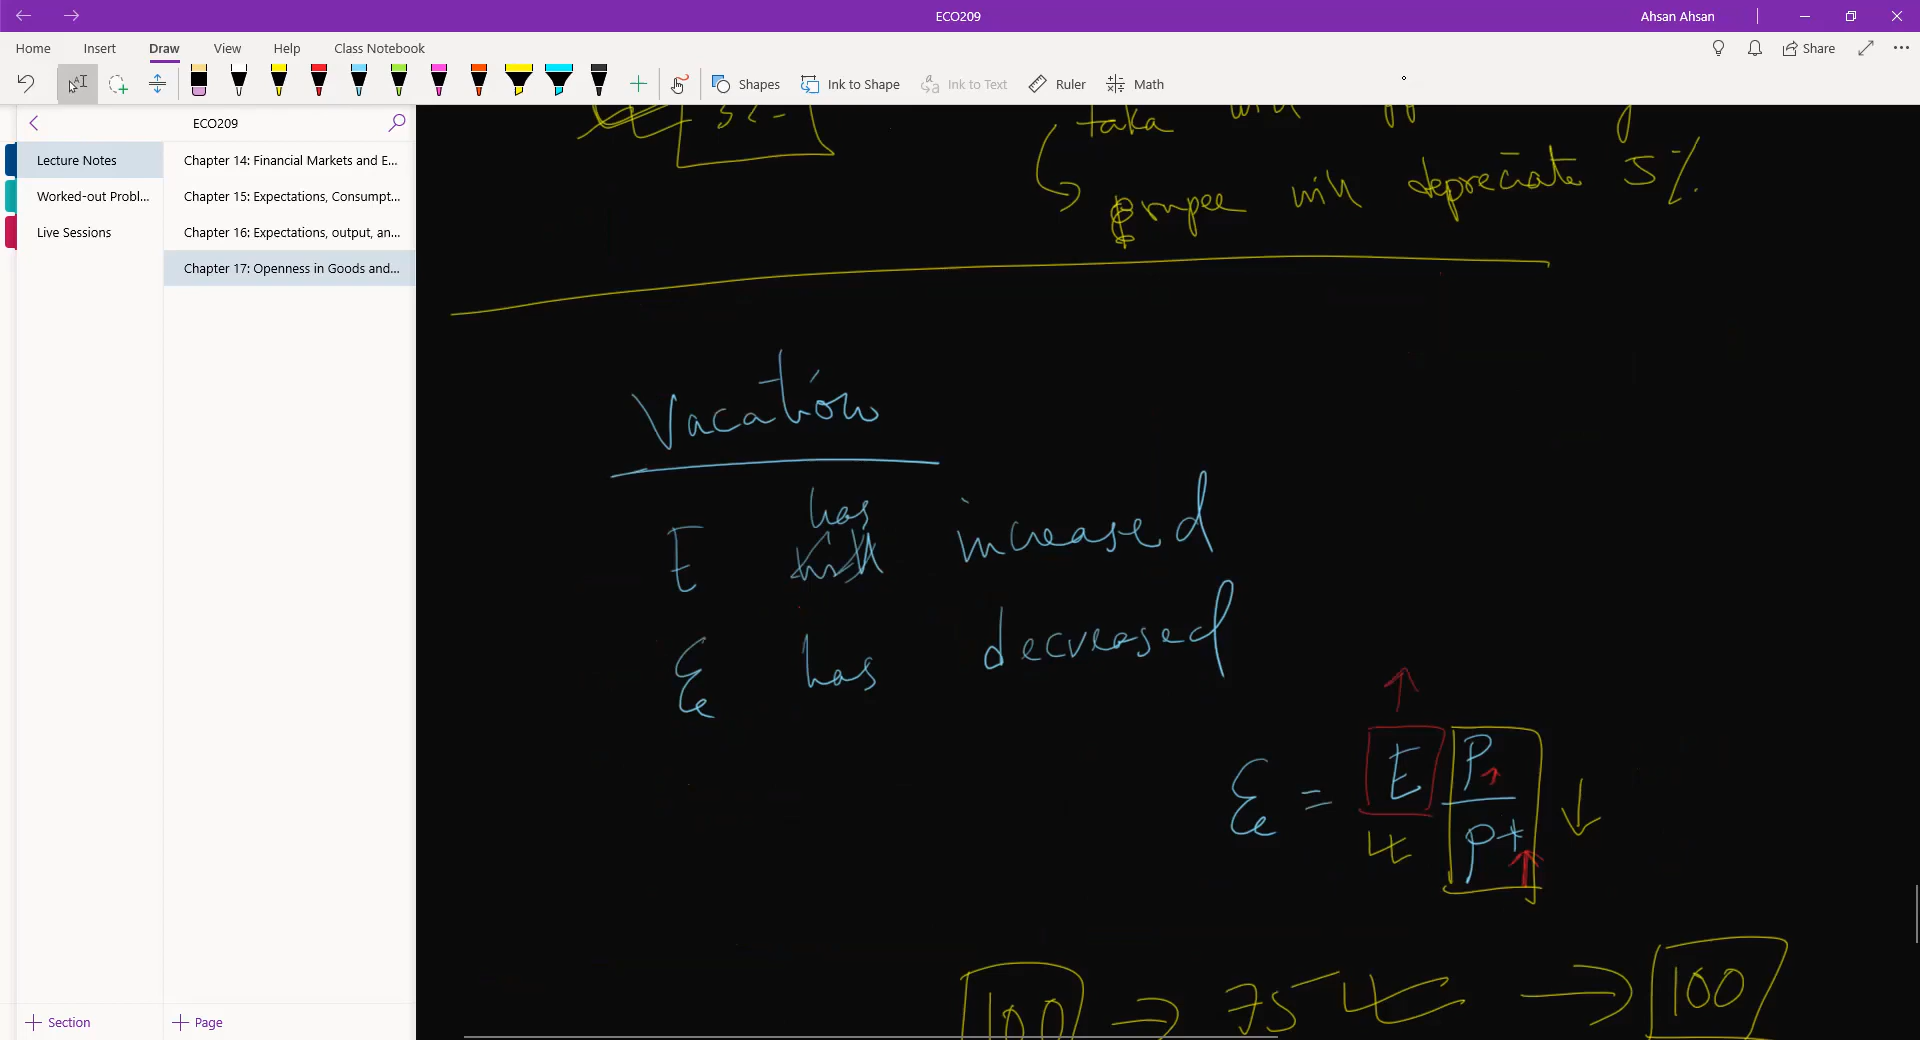 ECO209
Ahsan Ahsan
Home Insert Draw View Help Class Notebook
Share
Shapes Ink to Shape Ink to Text Ruler Math
ECO209
Lecture Notes
Worked-out Probl...
Live Sessions
Chapter 14: Financial Markets and E...
Chapter 15: Expectations, Consumpt...
Chapter 16: Expectations, output, an...
Chapter 17: Openness in Goods and...
Section
Page
taka
rupee will depreciate 5%.
Vacation
E has increased
ε has decreased
ε = E P↑ / P*↑ ↓
100 → 75 → 100